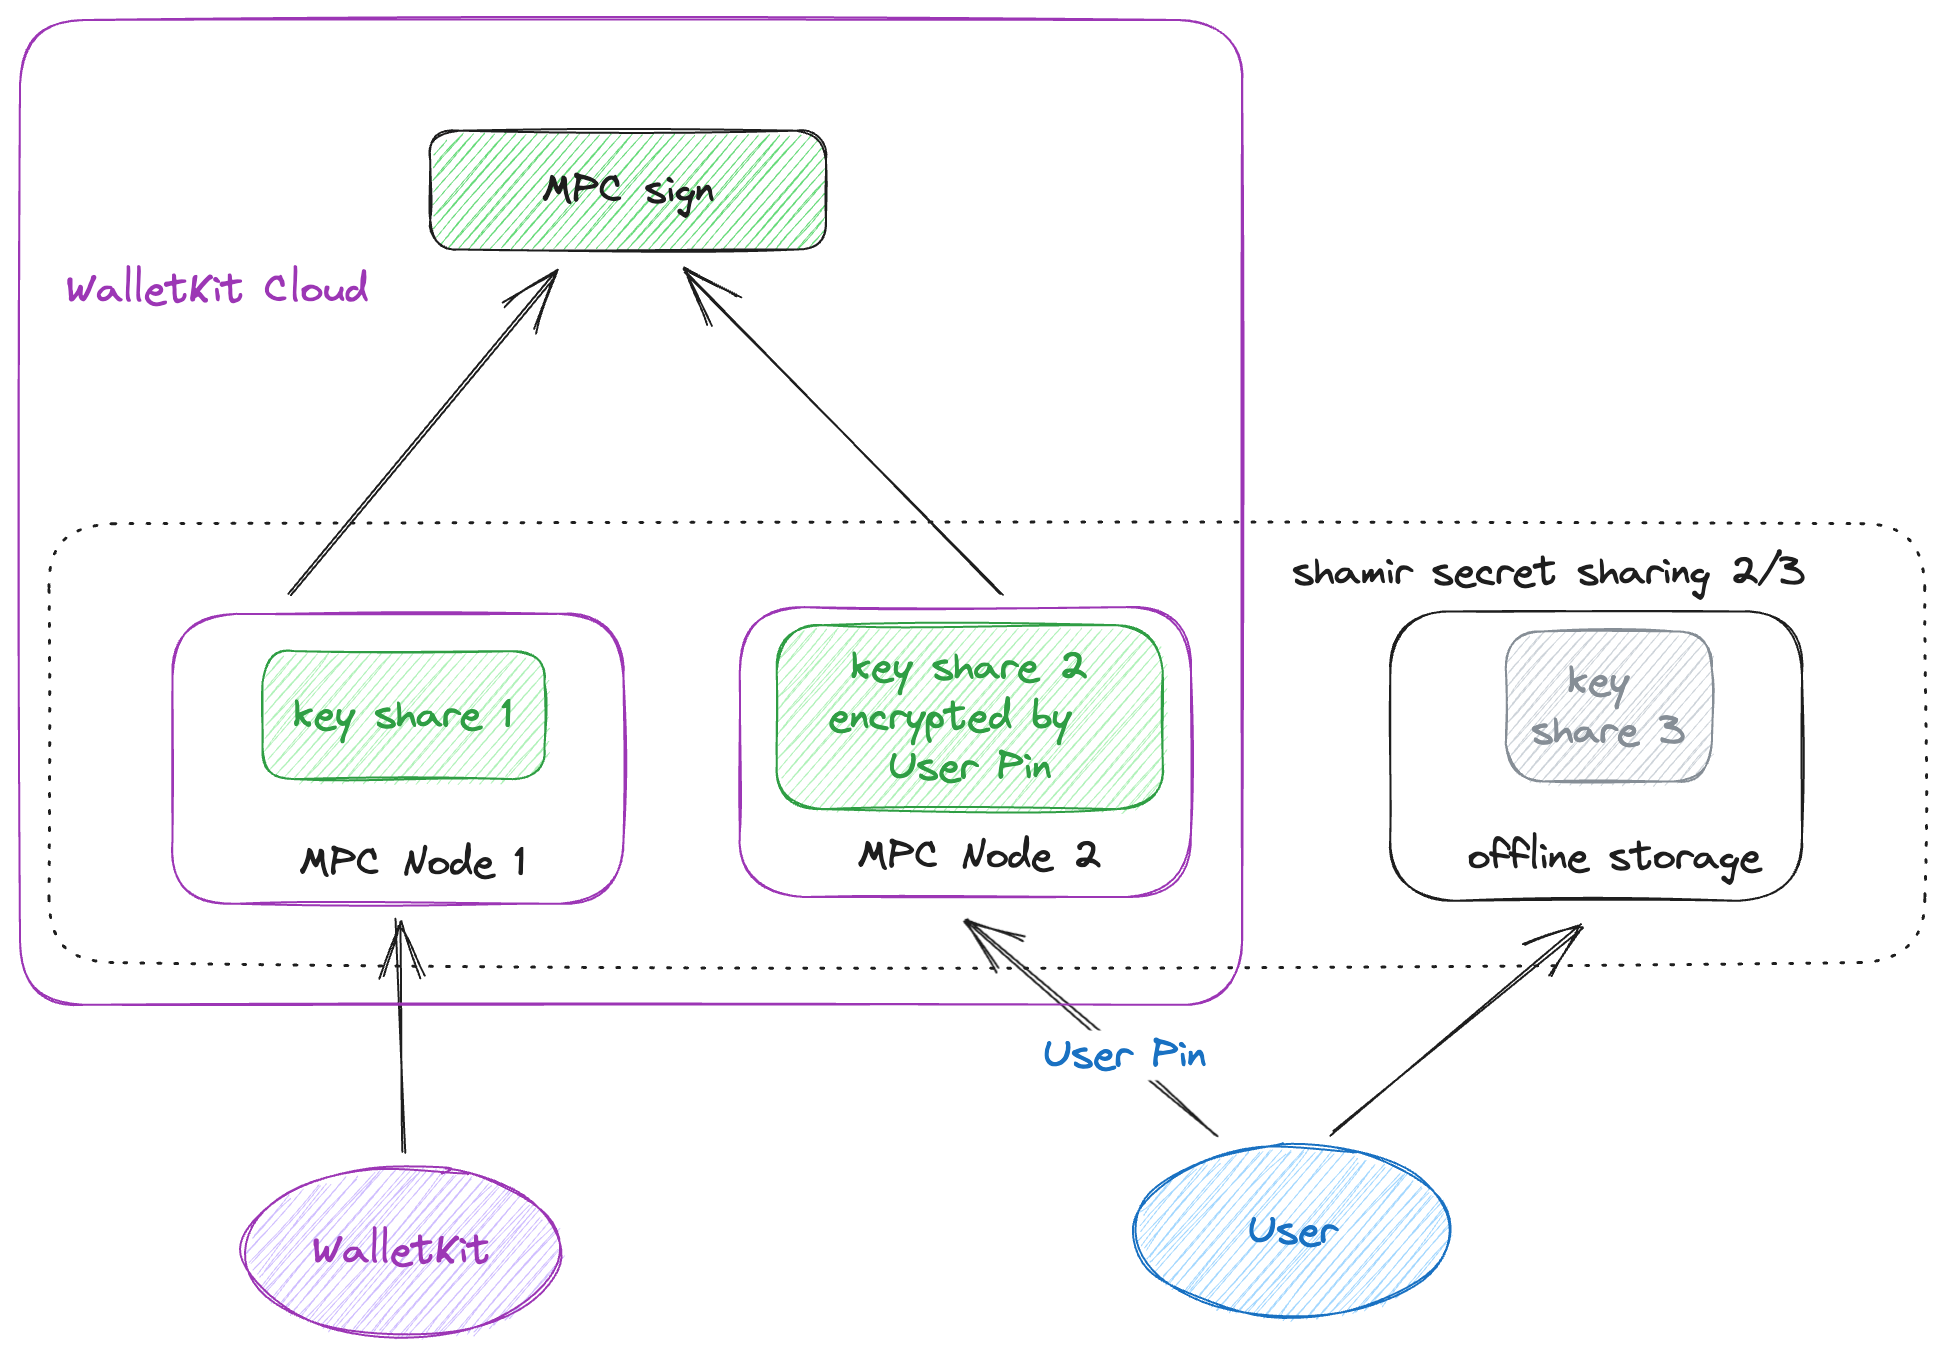 MPC sign
WalletKit Cloud
shamir secret sharing 2/3
key share 1
MPC Node 1
key share 2
encrypted by
User Pin
MPC Node 2
key
share 3
offline storage
User Pin
WalletKit
User